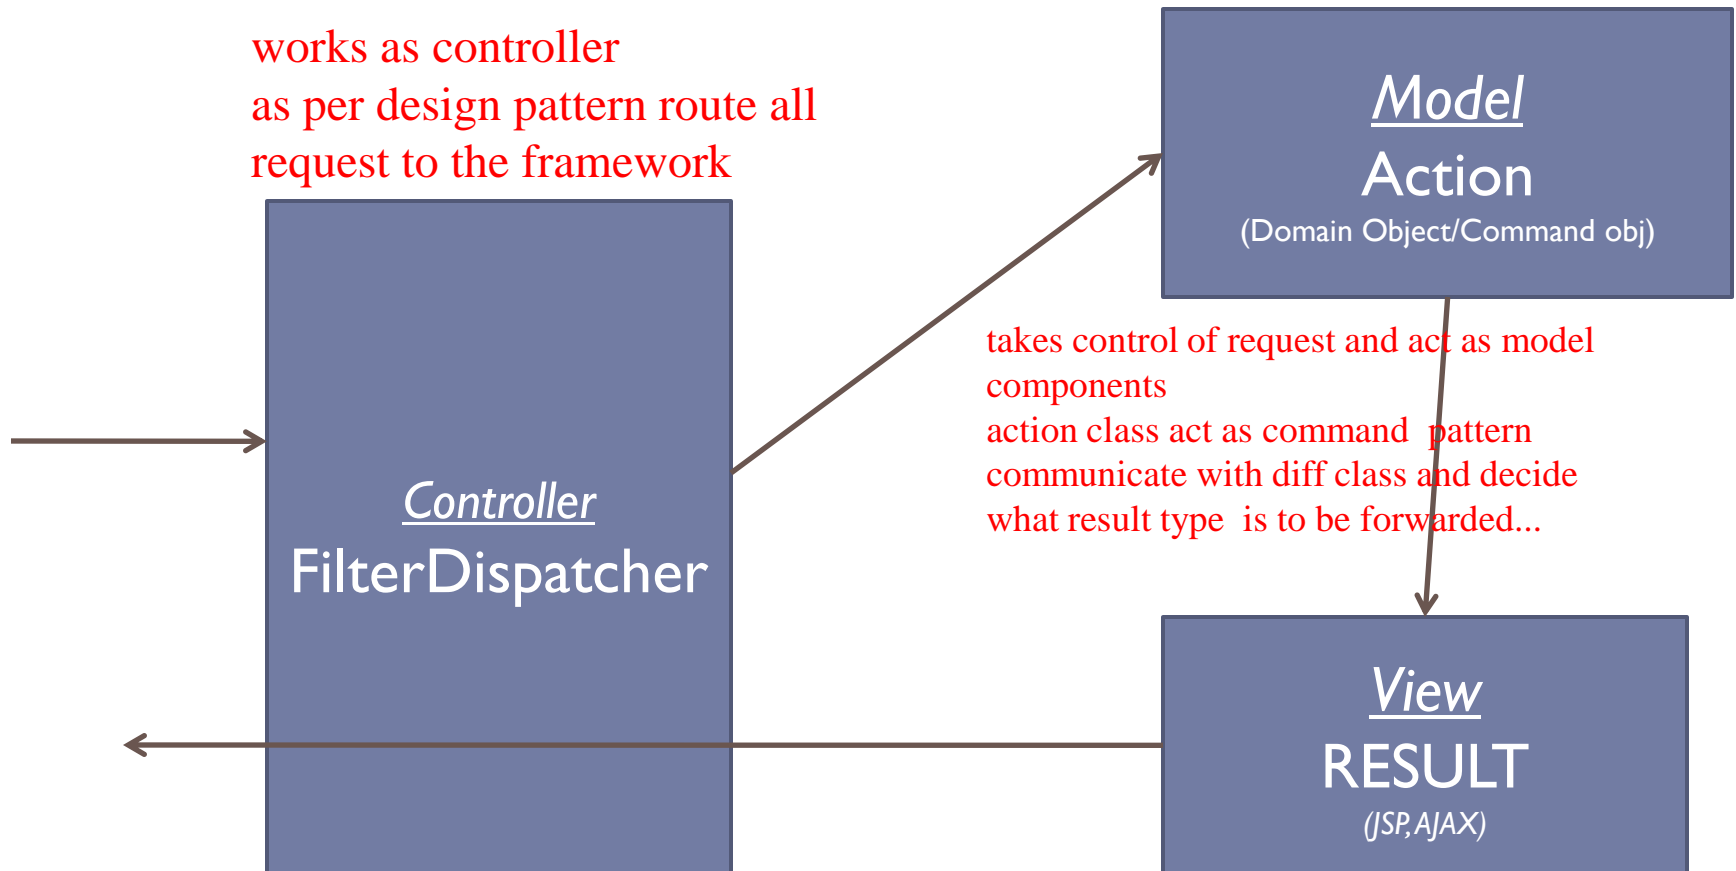 works as controller
as per design pattern route all
request to the framework
Model
Action
(Domain Object/Command obj)
takes control of request and act as model
components
action class act as command pattern
communicate with diff class and decide
what result type is to be forwarded...
Controller
FilterDispatcher
View
RESULT
(JSP, AJAX)